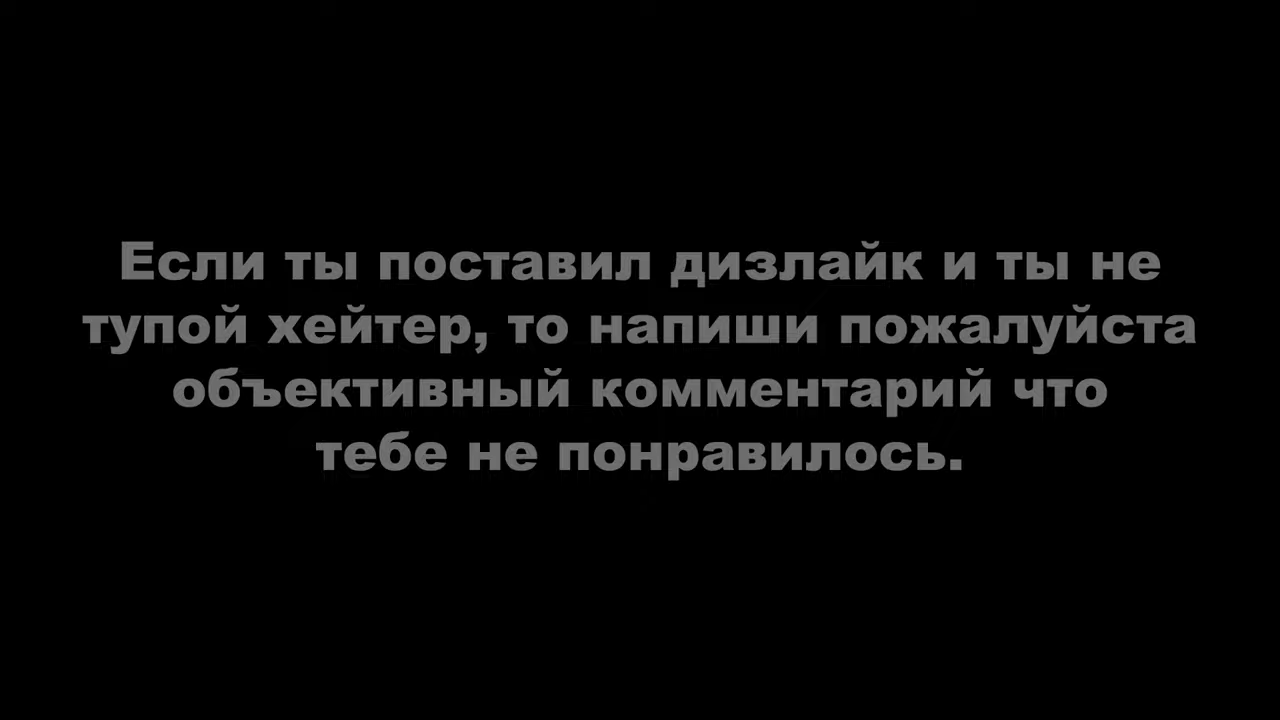 Если ты поставил дизлайк и ты не
тупой хейтер, то напиши пожалуйста
объективный комментарий что
тебе не понравилось.